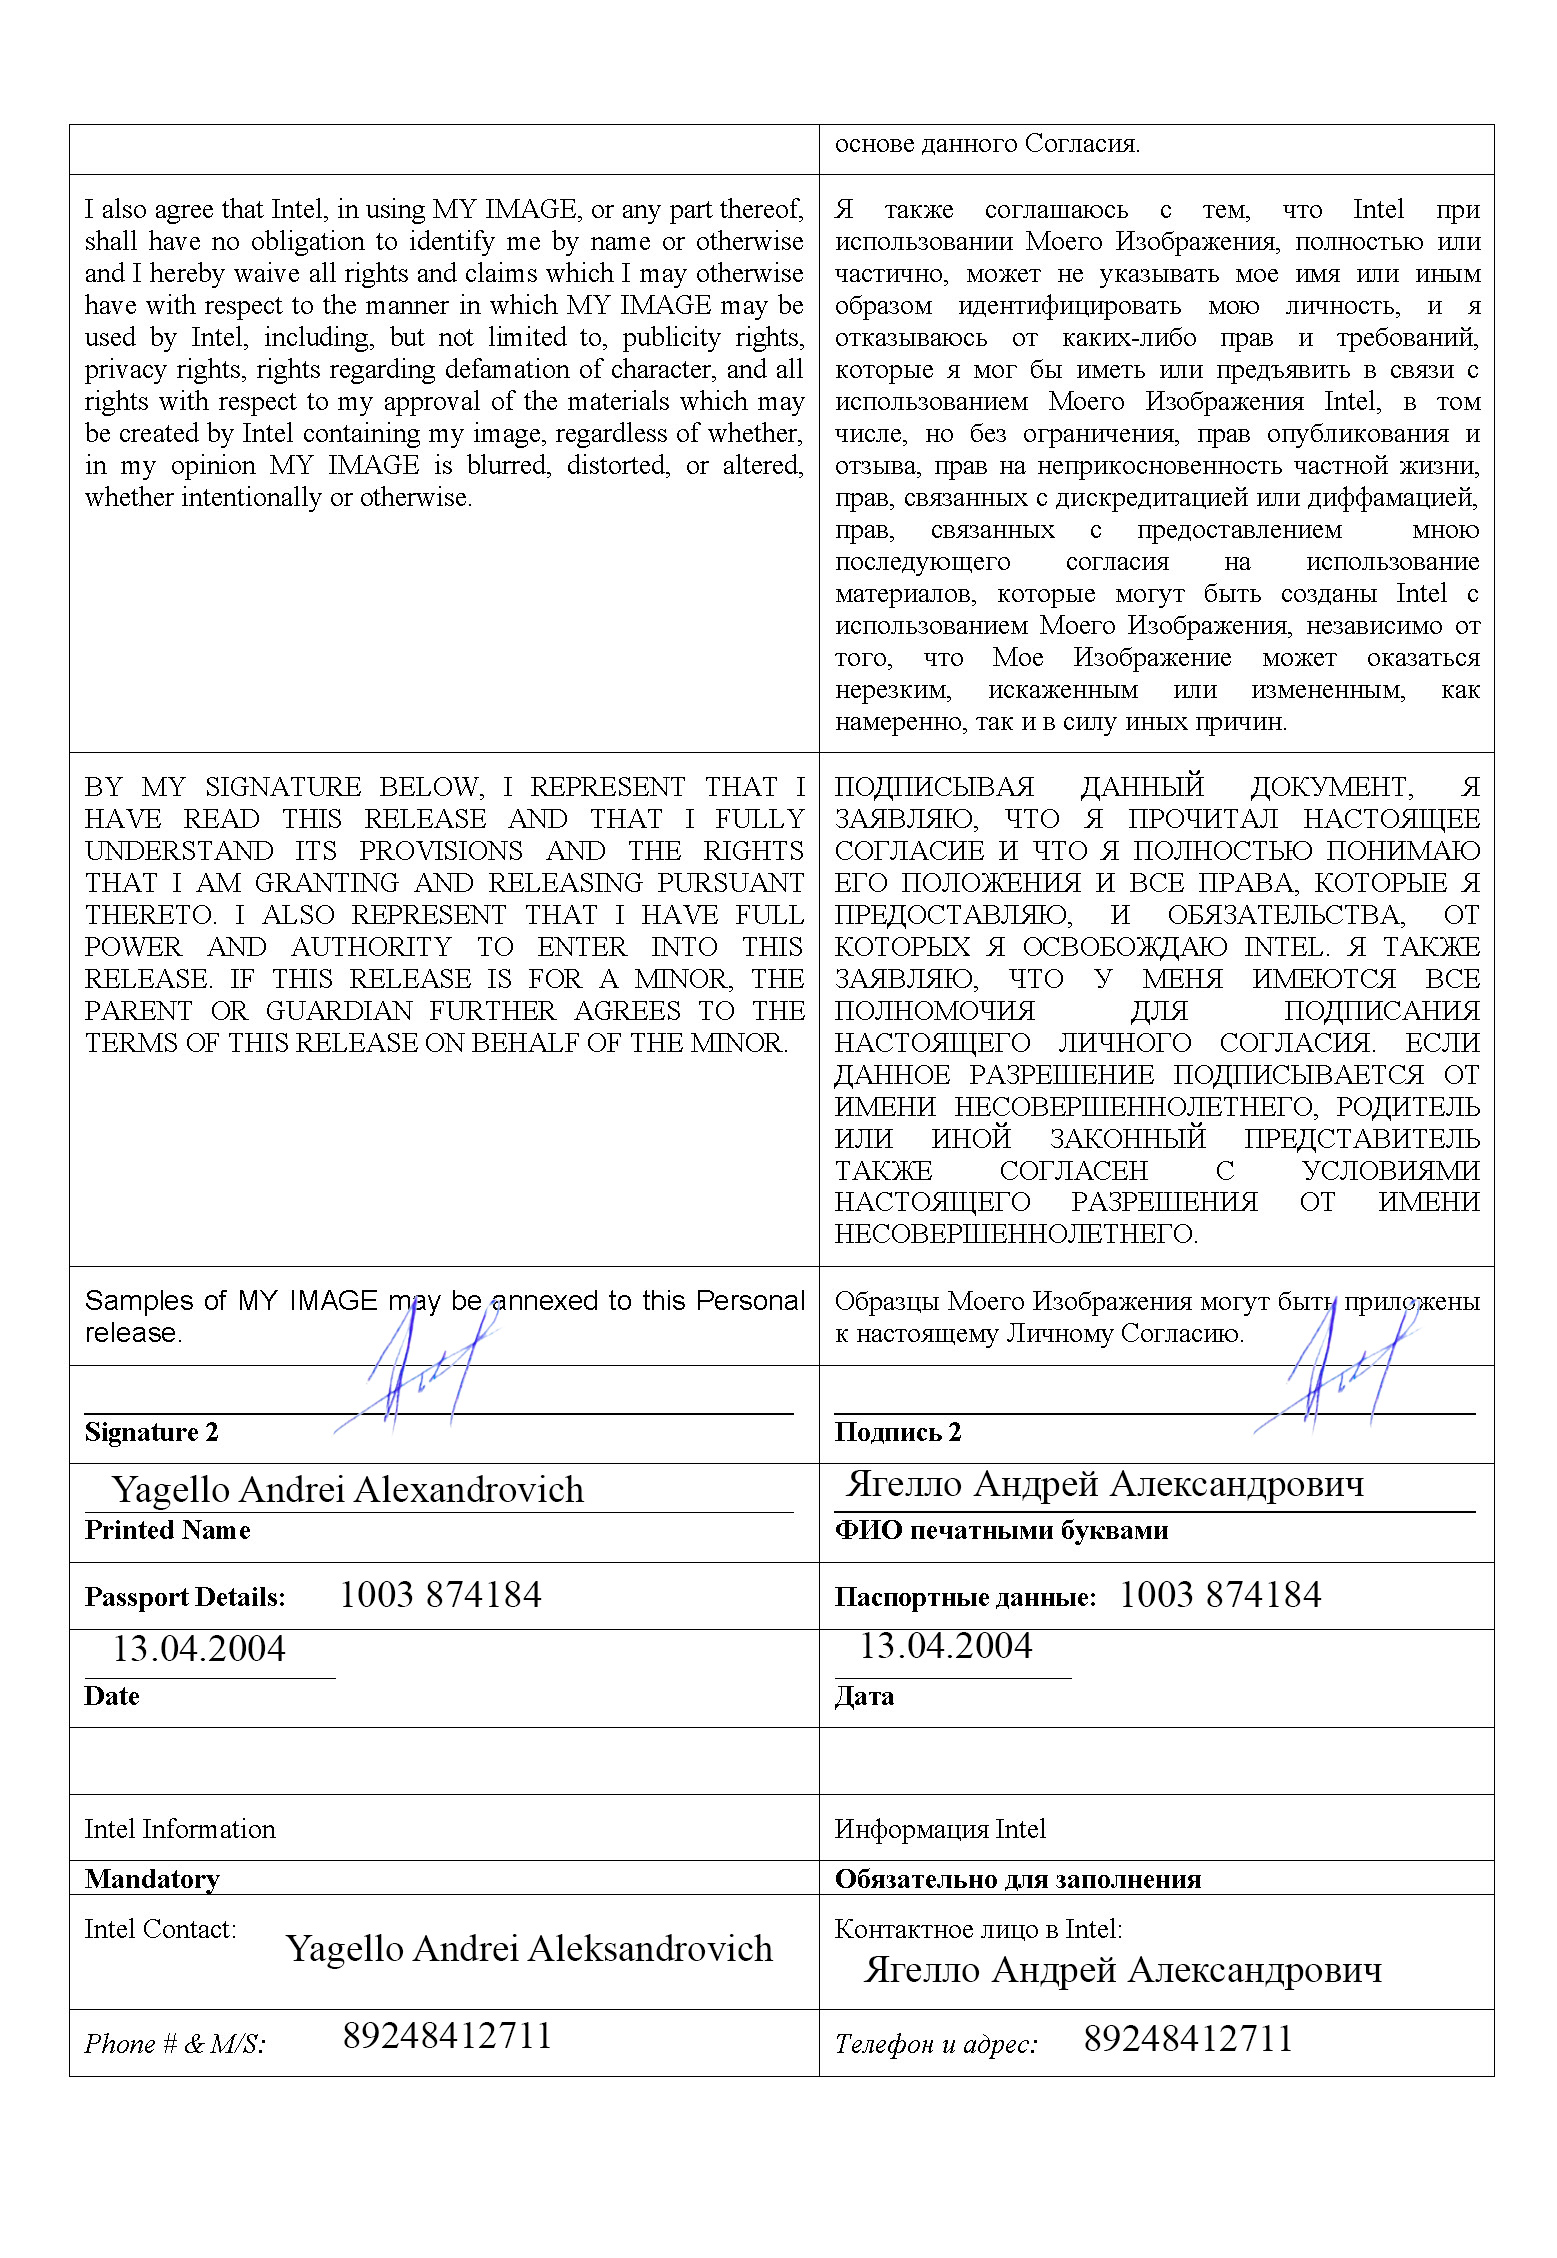 основе данного Согласия.
I also agree that Intel, in using MY IMAGE, or any part thereof,
shall have no obligation to identify me by name or otherwise
and I hereby waive all rights and claims which I may otherwise
have with respect to the manner in which MY IMAGE may be
used by Intel, including, but not limited to, publicity rights,
privacy rights, rights regarding defamation of character, and all
rights with respect to my approval of the materials which may
be created by Intel containing my image, regardless of whether,
in my opinion MY IMAGE is blurred, distorted, or altered,
whether intentionally or otherwise.
Я также соглашаюсь с тем, что Intel при
использовании Моего Изображения, полностью или
частично, может не указывать мое имя или иным
образом идентифицировать мою личность, и я
отказываюсь от каких-либо прав и требований,
которые я мог бы иметь или предъявить в связи с
использованием Моего Изображения Intel, в том
числе, но без ограничения, прав опубликования и
отзыва, прав на неприкосновенность частной жизни,
прав, связанных с дискредитацией или диффамацией,
прав, связанных с предоставлением мною
последующего согласия на использование
материалов, которые могут быть созданы Intel с
использованием Моего Изображения, независимо от
того, что Мое Изображение может оказаться
нерезким, искаженным или измененным, как
намеренно, так и в силу иных причин.
BY MY SIGNATURE BELOW, I REPRESENT THAT I
HAVE READ THIS RELEASE AND THAT I FULLY
UNDERSTAND ITS PROVISIONS AND THE RIGHTS
THAT I AM GRANTING AND RELEASING PURSUANT
THERETO. I ALSO REPRESENT THAT I HAVE FULL
POWER AND AUTHORITY TO ENTER INTO THIS
RELEASE. IF THIS RELEASE IS FOR A MINOR, THE
PARENT OR GUARDIAN FURTHER AGREES TO THE
TERMS OF THIS RELEASE ON BEHALF OF THE MINOR.
ПОДПИСЫВАЯ ДАННЫЙ ДОКУМЕНТ, Я
ЗАЯВЛЯЮ, ЧТО Я ПРОЧИТАЛ НАСТОЯЩЕЕ
СОГЛАСИЕ И ЧТО Я ПОЛНОСТЬЮ ПОНИМАЮ
ЕГО ПОЛОЖЕНИЯ И ВСЕ ПРАВА, КОТОРЫЕ Я
ПРЕДОСТАВЛЯЮ, И ОБЯЗАТЕЛЬСТВА, ОТ
КОТОРЫХ Я ОСВОБОЖДАЮ INTEL. Я ТАКЖЕ
ЗАЯВЛЯЮ, ЧТО У МЕНЯ ИМЕЮТСЯ ВСЕ
ПОЛНОМОЧИЯ ДЛЯ ПОДПИСАНИЯ
НАСТОЯЩЕГО ЛИЧНОГО СОГЛАСИЯ. ЕСЛИ
ДАННОЕ РАЗРЕШЕНИЕ ПОДПИСЫВАЕТСЯ ОТ
ИМЕНИ НЕСОВЕРШЕННОЛЕТНЕГО, РОДИТЕЛЬ
ИЛИ ИНОЙ ЗАКОННЫЙ ПРЕДСТАВИТЕЛЬ
ТАКЖЕ СОГЛАСЕН С УСЛОВИЯМИ
НАСТОЯЩЕГО РАЗРЕШЕНИЯ ОТ ИМЕНИ
НЕСОВЕРШЕННОЛЕТНЕГО.
Samples of MY IMAGE may be annexed to this Personal
release.
Образцы Моего Изображения могут быть приложены
к настоящему Личному Согласию.
Signature 2
Подпись 2
Yagello Andrei Alexandrovich
Printed Name
Ягелло Андрей Александрович
ФИО печатными буквами
Passport Details: 1003 874184
Паспортные данные: 1003 874184
13.04.2004
Date
13.04.2004
Дата
Intel Information
Информация Intel
Mandatory
Обязательно для заполнения
Intel Contact:
Yagello Andrei Aleksandrovich
Контактное лицо в Intel:
Ягелло Андрей Александрович
Phone # & M/S: 89248412711
Телефон и адрес: 89248412711